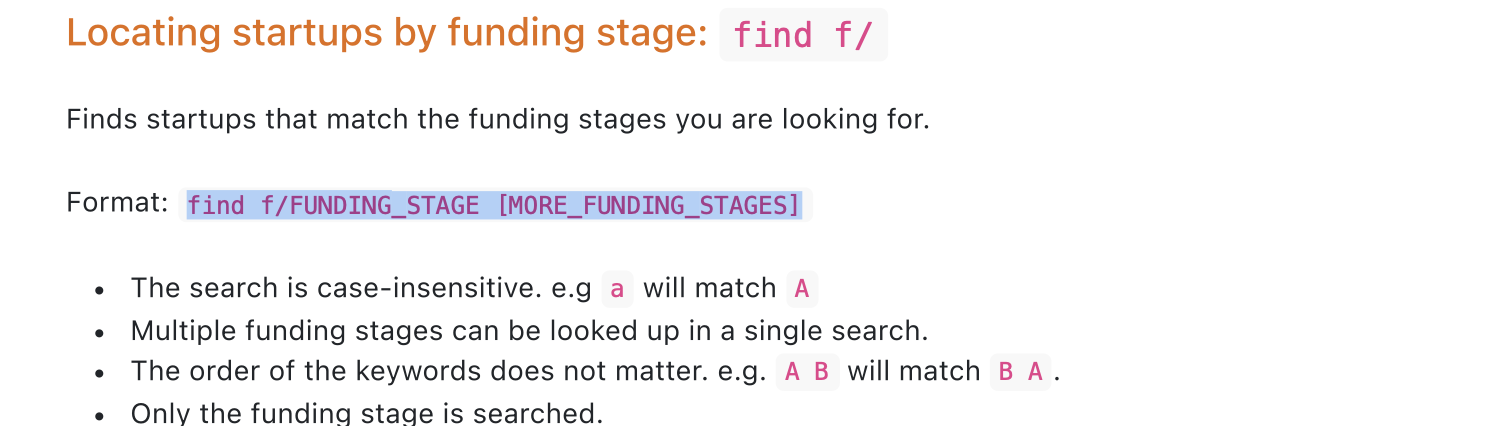 Locating startups by funding stage: find f/
Finds startups that match the funding stages you are looking for.
Format: find f/FUNDING_STAGE [MORE_FUNDING_STAGES]
• The search is case-insensitive. e.g a will match A
• Multiple funding stages can be looked up in a single search.
• The order of the keywords does not matter. e.g. A B will match B A.
• Only the funding stage is searched.